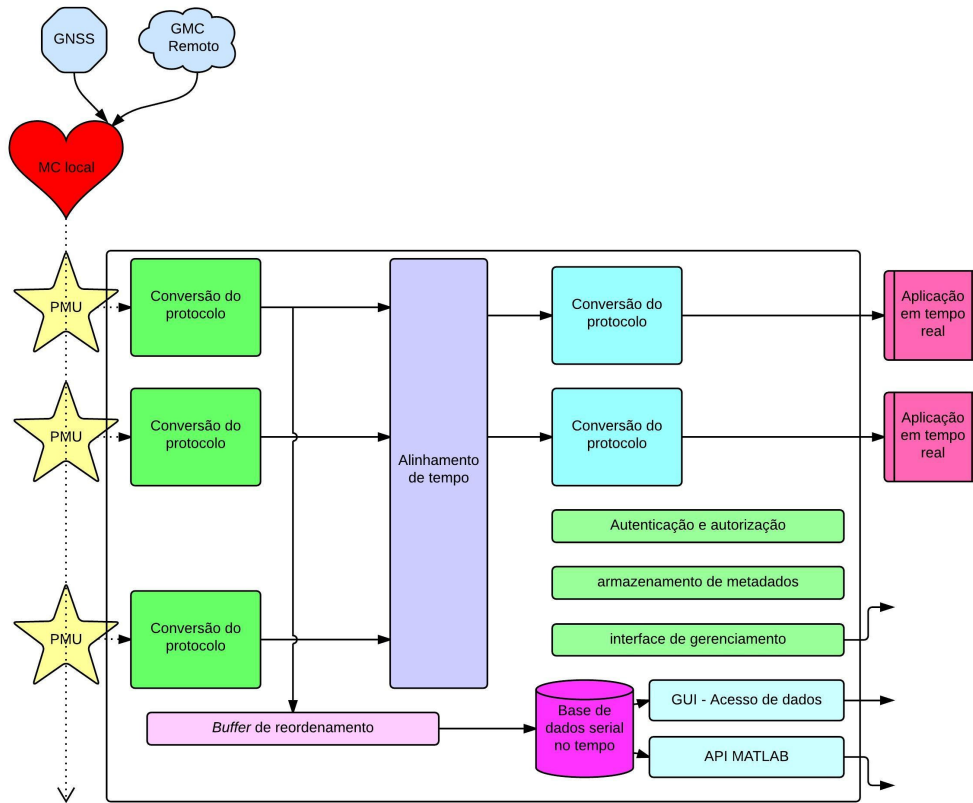 GNSS
GMC
Remoto
MC local
PMU
Conversão do
protocolo
Conversão do
protocolo
Aplicação
em tempo
real
PMU
Conversão do
protocolo
Alinhamento
de tempo
Conversão do
protocolo
Aplicação
em tempo
real
Autenticação e autorização
armazenamento de metadados
PMU
Conversão do
protocolo
interface de gerenciamento
Buffer de reordenamento
Base de
dados serial
no tempo
GUI - Acesso de dados
API MATLAB